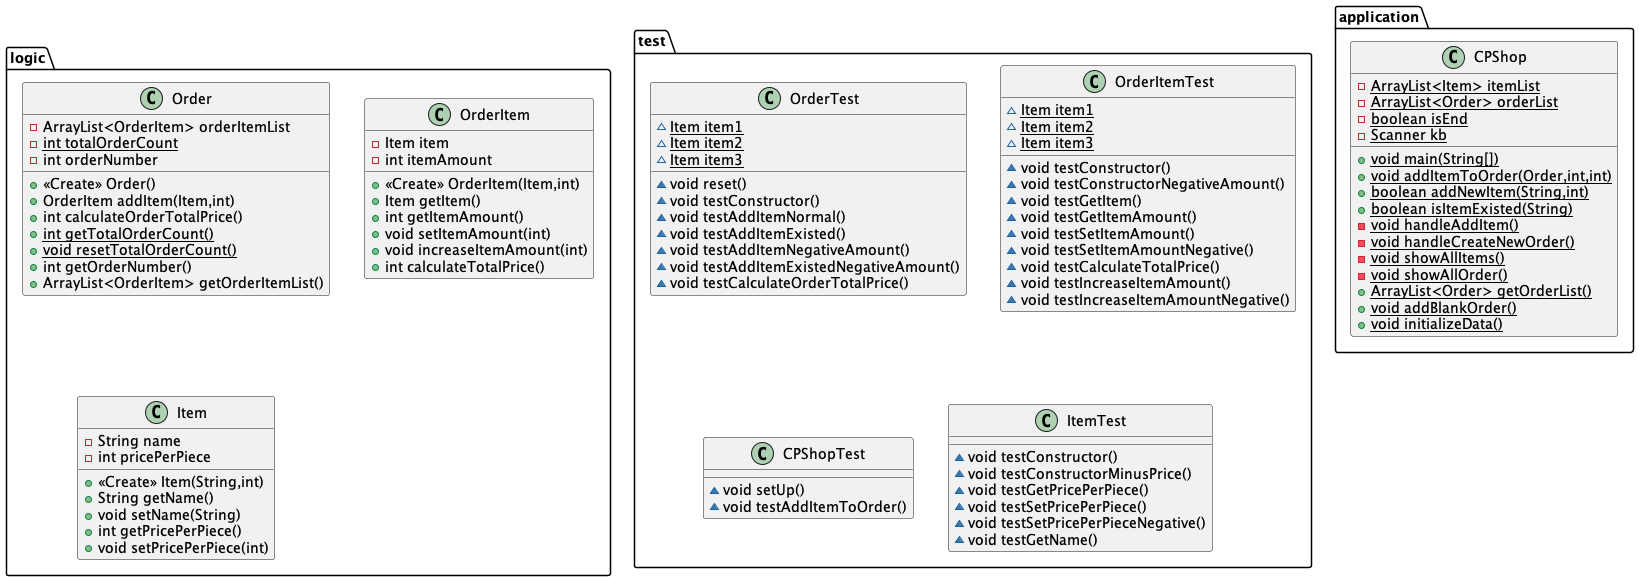 logic
C Order
ArrayList<OrderItem> orderItemList
int totalOrderCount
int orderNumber
«Create» Order()
OrderItem addItem(Item,int)
int calculateOrderTotalPrice()
int getTotalOrderCount()
void resetTotalOrderCount()
int getOrderNumber()
ArrayList<OrderItem> getOrderItemList()
C OrderItem
Item item
int itemAmount
«Create» OrderItem(Item,int)
Item getItem()
int getItemAmount()
void setItemAmount(int)
void increaseItemAmount(int)
int calculateTotalPrice()
C Item
String name
int pricePerPiece
«Create» Item(String,int)
String getName()
void setName(String)
int getPricePerPiece()
void setPricePerPiece(int)
test
C OrderTest
Item item1
Item item2
Item item3
void reset()
void testConstructor()
void testAddItemNormal()
void testAddItemExisted()
void testAddItemNegativeAmount()
void testAddItemExistedNegativeAmount()
void testCalculateOrderTotalPrice()
C OrderItemTest
Item item1
Item item2
Item item3
void testConstructor()
void testConstructorNegativeAmount()
void testGetItem()
void testGetItemAmount()
void testSetItemAmount()
void testSetItemAmountNegative()
void testCalculateTotalPrice()
void testIncreaseItemAmount()
void testIncreaseItemAmountNegative()
C CPShopTest
void setUp()
void testAddItemToOrder()
C ItemTest
void testConstructor()
void testConstructorMinusPrice()
void testGetPricePerPiece()
void testSetPricePerPiece()
void testSetPricePerPieceNegative()
void testGetName()
application
C CPShop
ArrayList<Item> itemList
ArrayList<Order> orderList
boolean isEnd
Scanner kb
void main(String[])
void addItemToOrder(Order,int,int)
boolean addNewItem(String,int)
boolean isItemExisted(String)
void handleAddItem()
void handleCreateNewOrder()
void showAllItems()
void showAllOrder()
ArrayList<Order> getOrderList()
void addBlankOrder()
void initializeData()